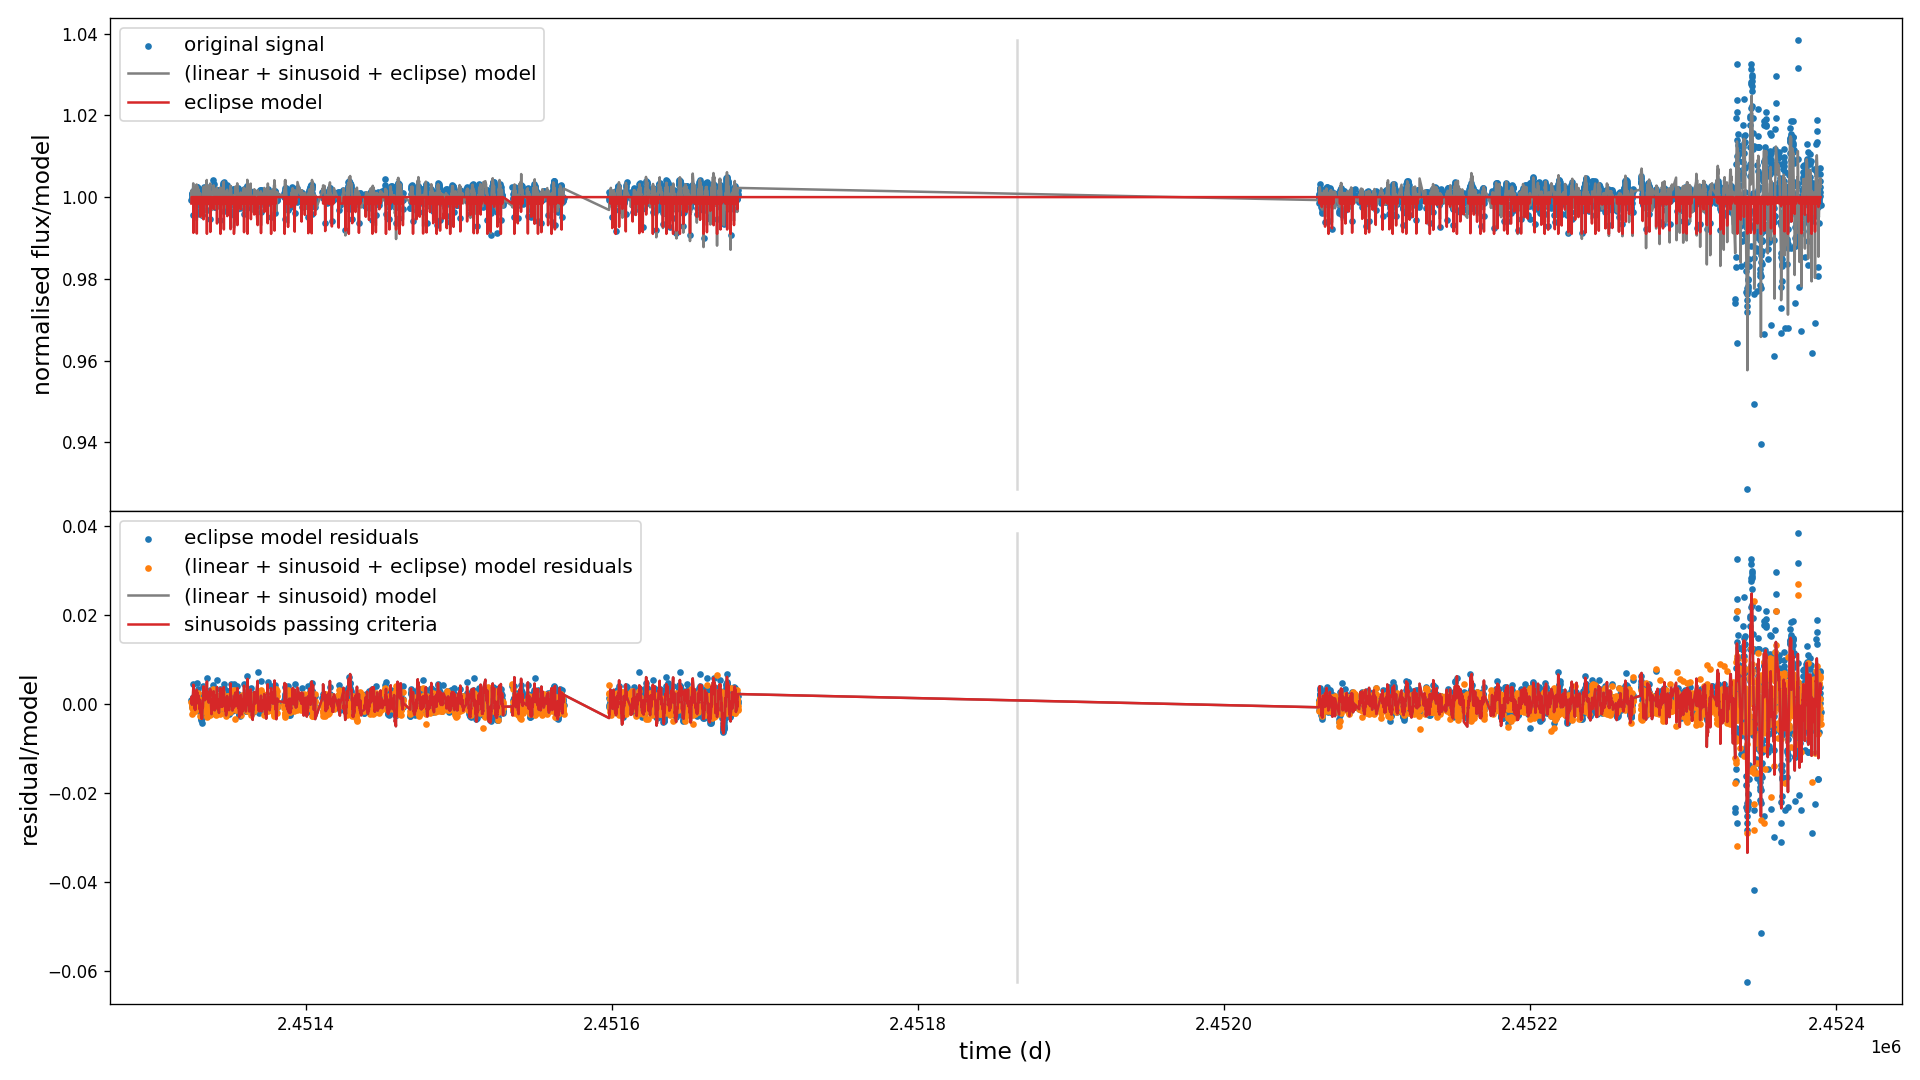 1.04
1.02
1.00
0.98
0.96
0.94
normalised flux/model
original signal
(linear + sinusoid + eclipse) model
eclipse model
0.04
0.02
0.00
−0.02
−0.04
−0.06
residual/model
eclipse model residuals
(linear + sinusoid + eclipse) model residuals
(linear + sinusoid) model
sinusoids passing criteria
2.4514 2.4516 2.4518 2.4520 2.4522 2.4524
1e6
time (d)